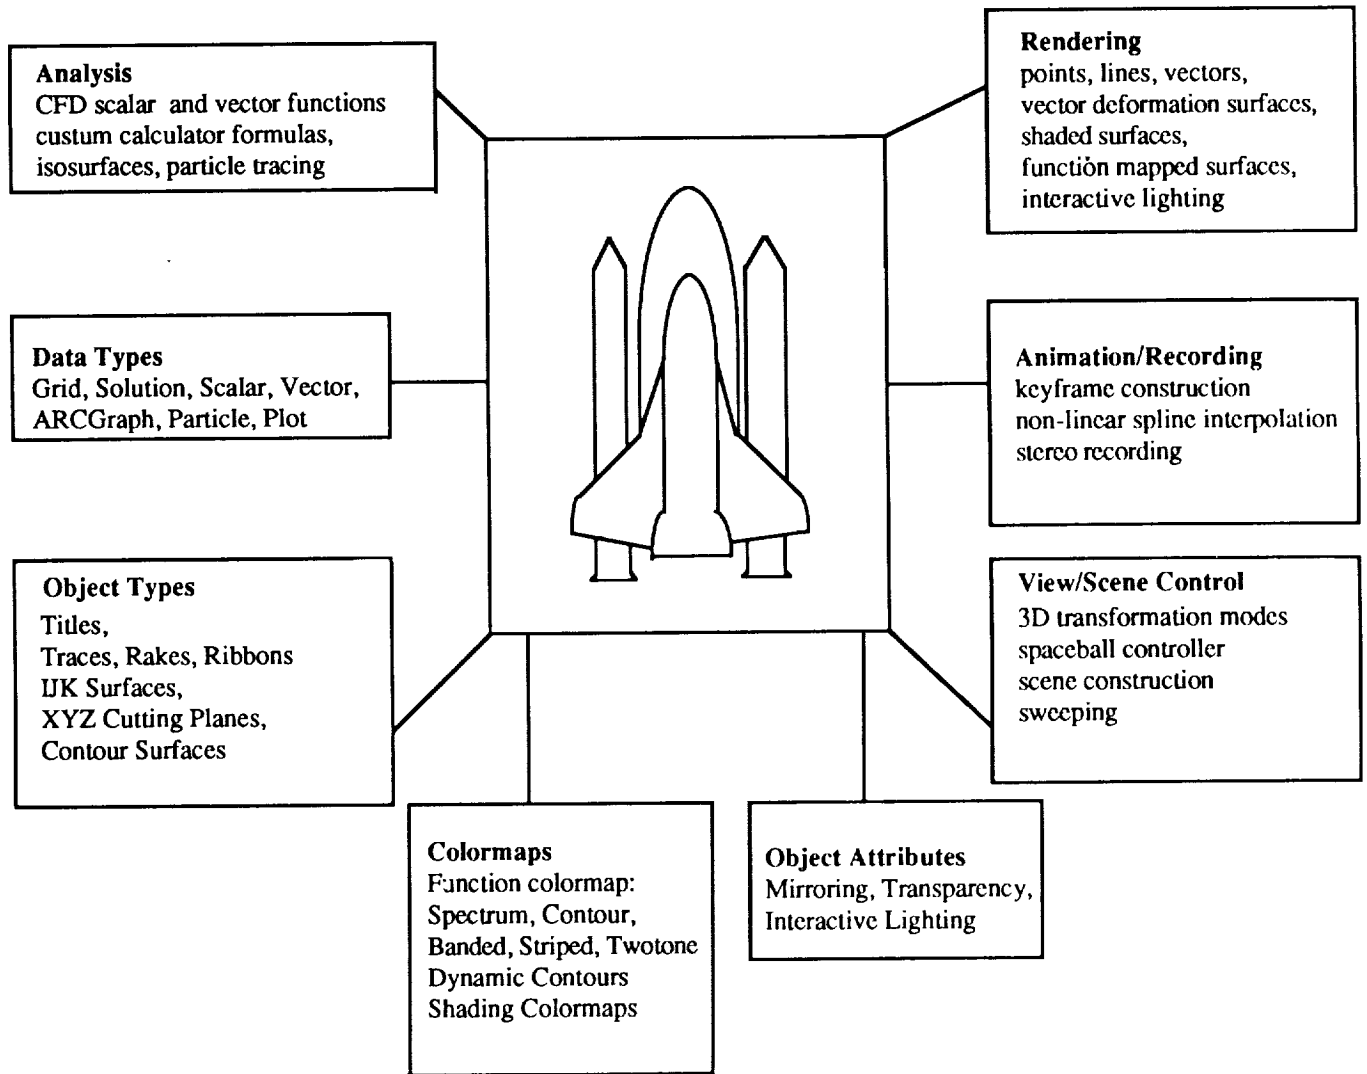 Analysis
CFD scalar and vector functions
custum calculator formulas,
isosurfaces, particle tracing
Rendering
points, lines, vectors,
vector deformation surfaces,
shaded surfaces,
function mapped surfaces,
interactive lighting
Data Types
Grid, Solution, Scalar, Vector,
ARCGraph, Particle, Plot
Animation/Recording
keyframe construction
non-linear spline interpolation
stereo recording
Object Types
Titles,
Traces, Rakes, Ribbons
IJK Surfaces,
XYZ Cutting Planes,
Contour Surfaces
View/Scene Control
3D transformation modes
spaceball controller
scene construction
sweeping
Colormaps
Function colormap:
Spectrum, Contour,
Banded, Striped, Twotone
Dynamic Contours
Shading Colormaps
Object Attributes
Mirroring, Transparency,
Interactive Lighting